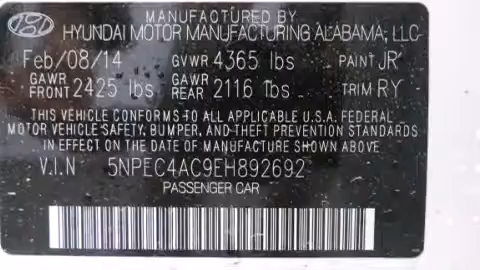 MANUFACTURED BY
HYUNDAI MOTOR MANUFACTURING ALABAMA, LLC
Feb/08/14 GVWR 4365 lbs PAINT JR
GAWR FRONT 2425 lbs GAWR REAR 2116 lbs TRIM RY
THIS VEHICLE CONFORMS TO ALL APPLICABLE U.S.A. FEDERAL
MOTOR VEHICLE SAFETY, BUMPER, AND THEFT PREVENTION STANDARDS
IN EFFECT ON THE DATE OF MANUFACTURE SHOWN ABOVE.
V.I.N 5NPEC4AC9EH892692
PASSENGER CAR